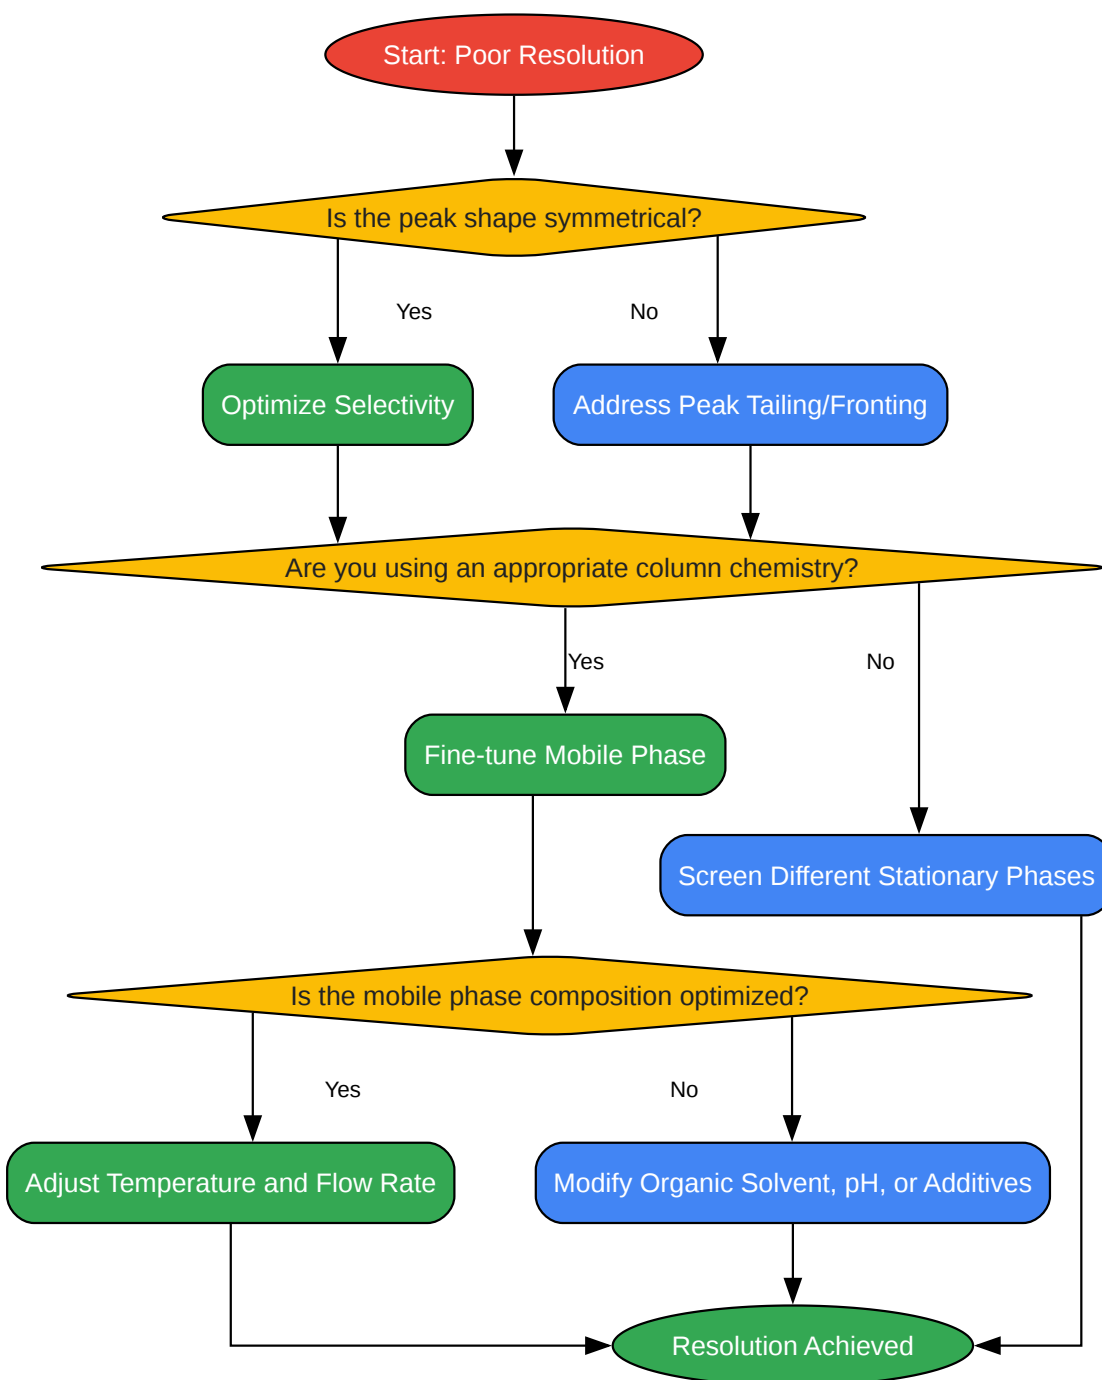 Start: Poor Resolution
Is the peak shape symmetrical?
Yes
No
Optimize Selectivity
Address Peak Tailing/Fronting
Are you using an appropriate column chemistry?
Yes
No
Fine-tune Mobile Phase
Screen Different Stationary Phases
Is the mobile phase composition optimized?
Yes
No
Adjust Temperature and Flow Rate
Modify Organic Solvent, pH, or Additives
Resolution Achieved